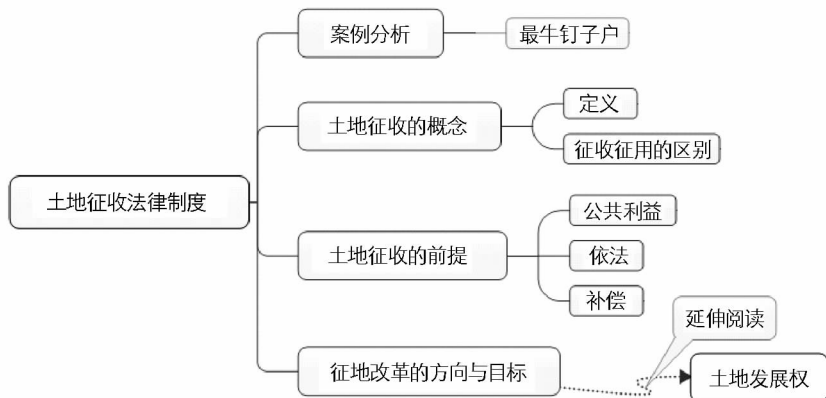 土地征收法律制度
案例分析
最牛钉子户
土地征收的概念
定义
征收征用的区别
土地征收的前提
公共利益
依法
补偿
征地改革的方向与目标
延伸阅读
土地发展权